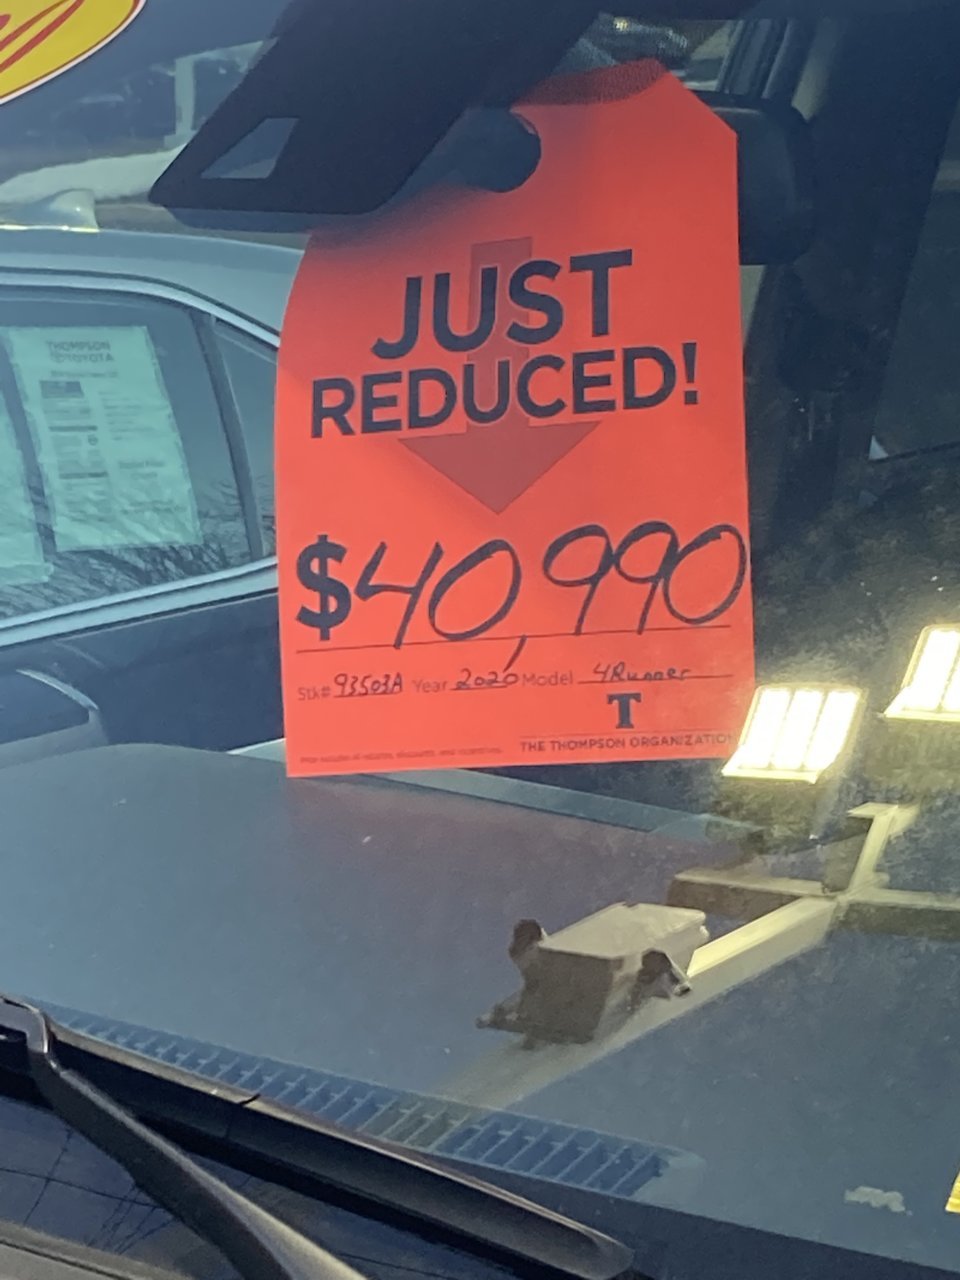 JUST
REDUCED!
$40,990
Stk# 93503A Year 2020 Model 4Runner
T
THE THOMPSON ORGANIZATION
THOMPSON
TOYOTA